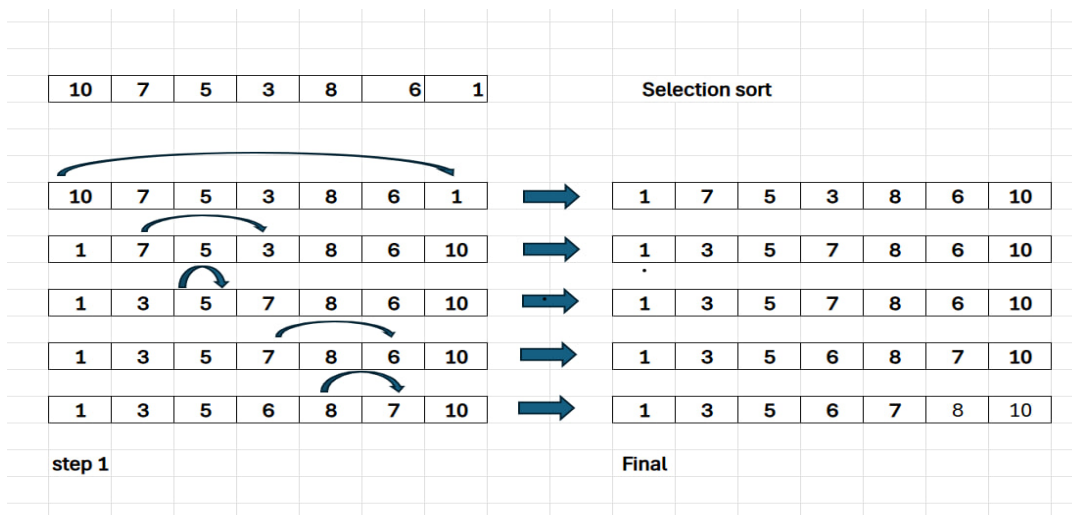 10 7 5 3 8 6 1 Selection sort
10 7 5 3 8 6 1 1 7 5 3 8 6 10
1 7 5 3 8 6 10 1 3 5 7 8 6 10
1 3 5 7 8 6 10 1 3 5 7 8 6 10
1 3 5 7 8 6 10 1 3 5 6 8 7 10
1 3 5 6 8 7 10 1 3 5 6 7 8 10
step 1 Final